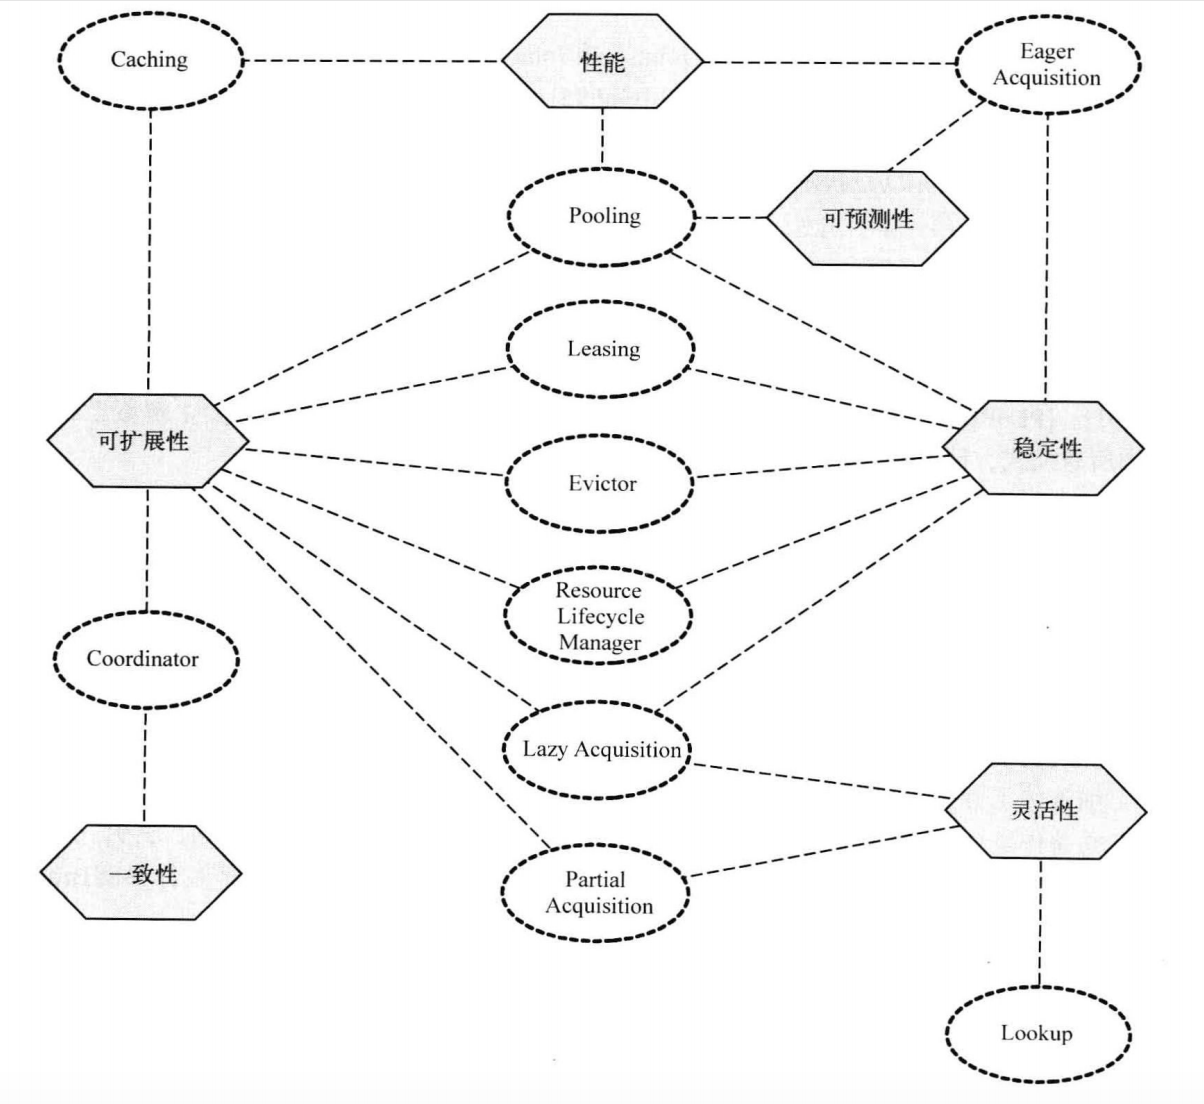 Caching
性能
Eager
Acquisition
Pooling
可预测性
Leasing
可扩展性
稳定性
Evictor
Resource
Lifecycle
Manager
Coordinator
Lazy Acquisition
灵活性
一致性
Partial
Acquisition
Lookup